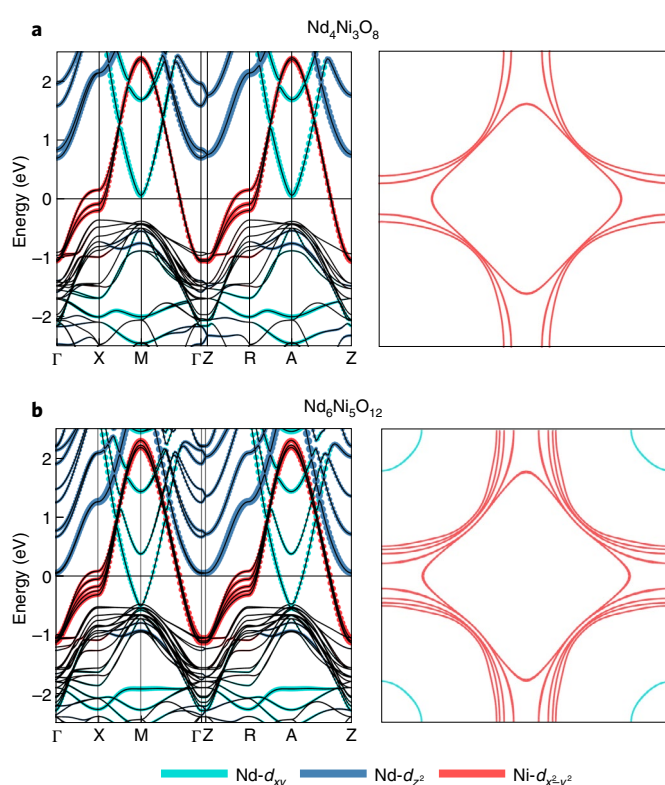 a
Nd₄Ni₃O₈
2
1
0
−1
−2
Energy (eV)
Γ X M Γ Z R A Z
b
Nd₆Ni₅O₁₂
2
1
0
−1
−2
Energy (eV)
Γ X M Γ Z R A Z
Nd-dxy Nd-dz² Ni-dx²−y²